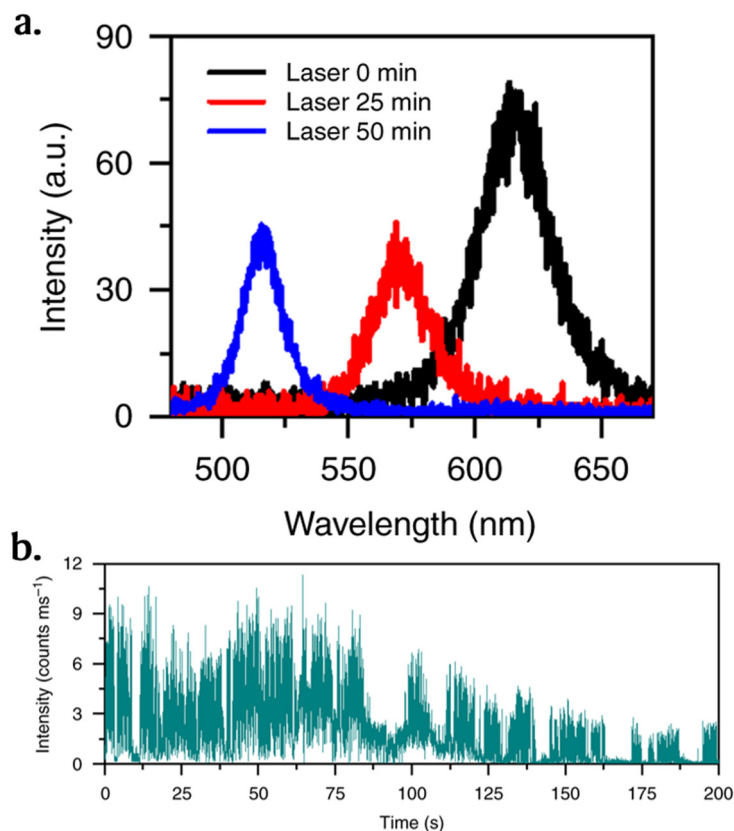 a.
90
60
30
0
Intensity (a.u.)
Laser 0 min
Laser 25 min
Laser 50 min
500 550 600 650
Wavelength (nm)
b.
12
9
6
3
0
Intensity (counts ms⁻¹)
0 25 50 75 100 125 150 175 200
Time (s)